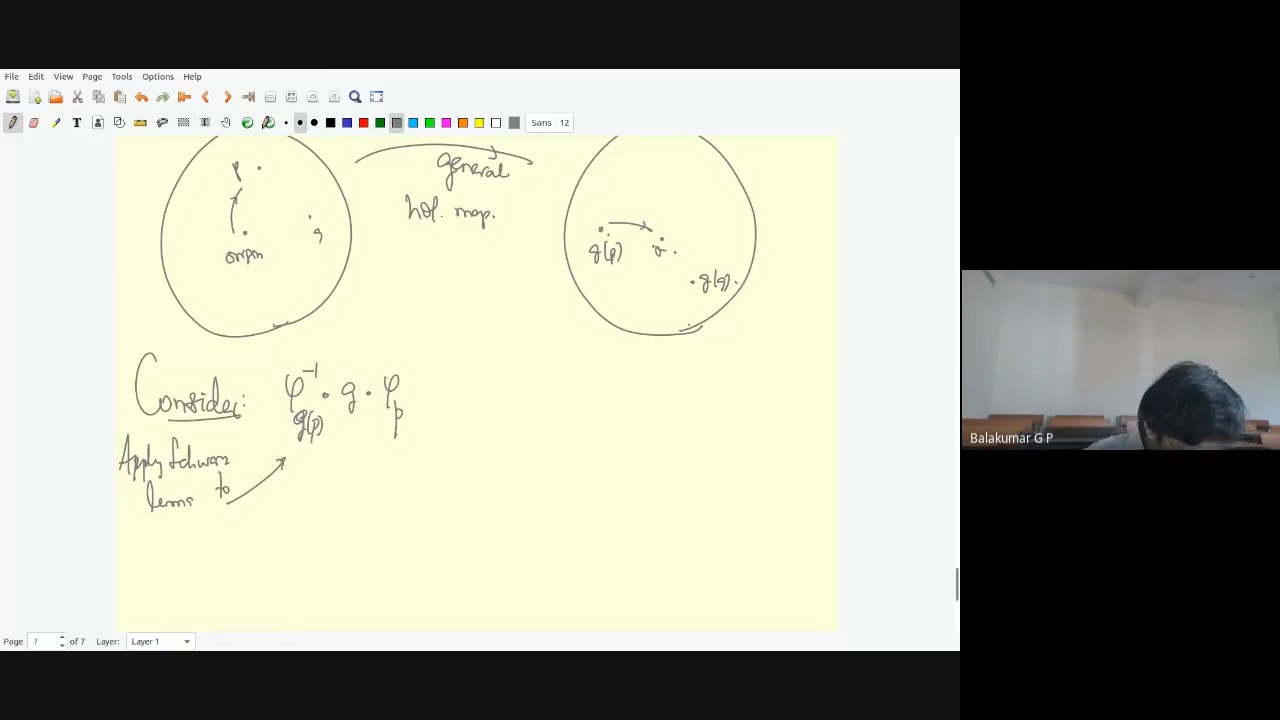 File Edit View Page Tools Options Help
Sans 12
p
general
hol. map.
origin
q
g(p)
g(q)
Consider: φ⁻¹ g(p) · g · φ p
Apply Schwarz
lemma to
Balakumar G P
Page 7 of 7 Layer: Layer 1